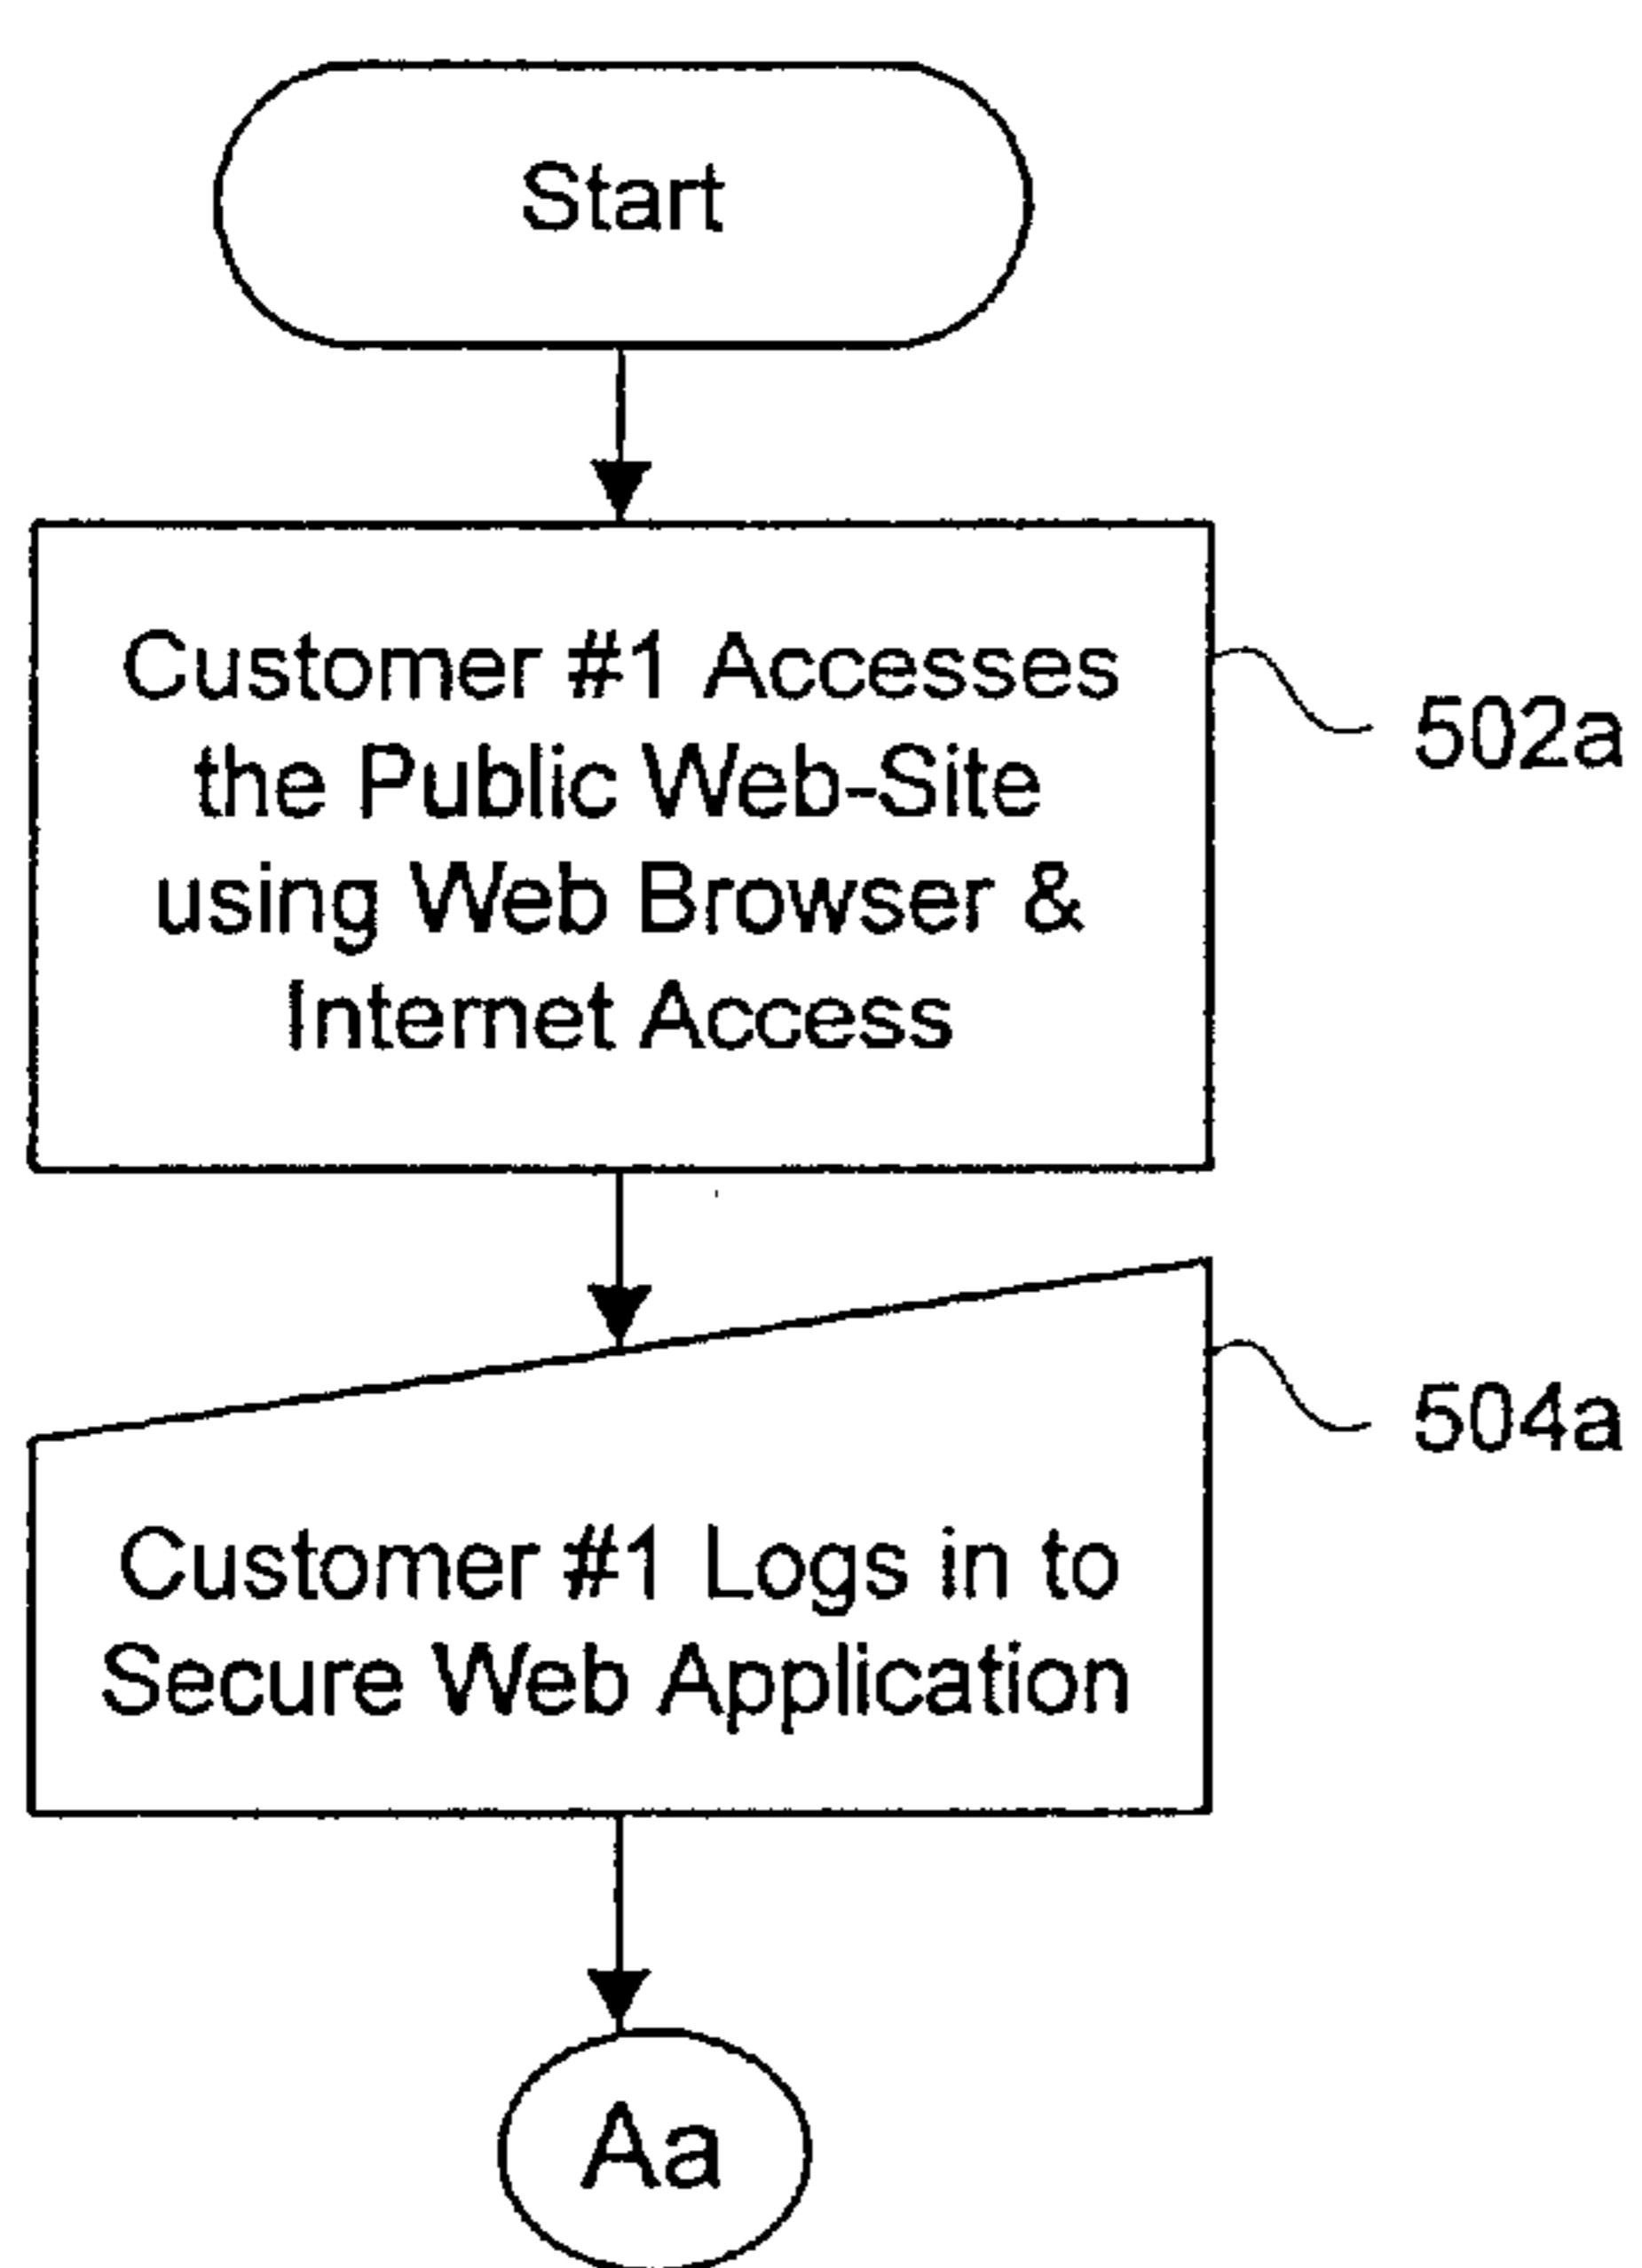 Start
Customer #1 Accesses
the Public Web-Site
using Web Browser &
Internet Access
502a
504a
Customer #1 Logs in to
Secure Web Application
Aa